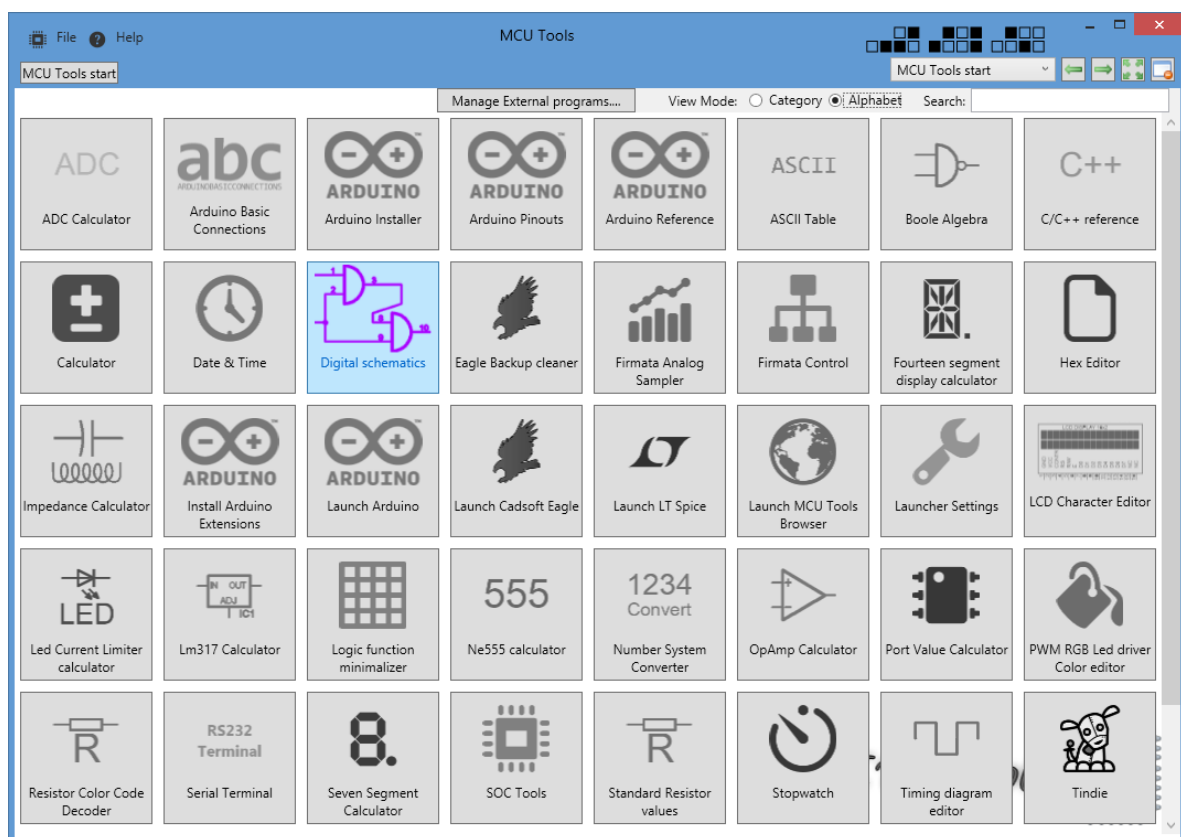 File
Help
MCU Tools
MCU Tools start
MCU Tools start
Manage External programs....
View Mode:
Category
Alphabet
Search:
ADC
abc
ARDUINOBASICCONNECTIONS
ARDUINO
ARDUINO
ARDUINO
ASCII
C++
ADC Calculator
Arduino Basic
Connections
Arduino Installer
Arduino Pinouts
Arduino Reference
ASCII Table
Boole Algebra
C/C++ reference
1
2
3
8
9
10
Calculator
Date & Time
Digital schematics
Eagle Backup cleaner
Firmata Analog
Sampler
Firmata Control
Fourteen segment
display calculator
Hex Editor
ARDUINO
ARDUINO
Impedance Calculator
Install Arduino
Extensions
Launch Arduino
Launch Cadsoft Eagle
Launch LT Spice
Launch MCU Tools
Browser
Launcher Settings
LCD Character Editor
LED
IN OUT
ADJ
IC1
555
1234
Convert
Led Current Limiter
calculator
Lm317 Calculator
Logic function
minimalizer
Ne555 calculator
Number System
Converter
OpAmp Calculator
Port Value Calculator
PWM RGB Led driver
Color editor
R
RS232
Terminal
8.
R
Resistor Color Code
Decoder
Serial Terminal
Seven Segment
Calculator
SOC Tools
Standard Resistor
values
Stopwatch
Timing diagram
editor
Tindie